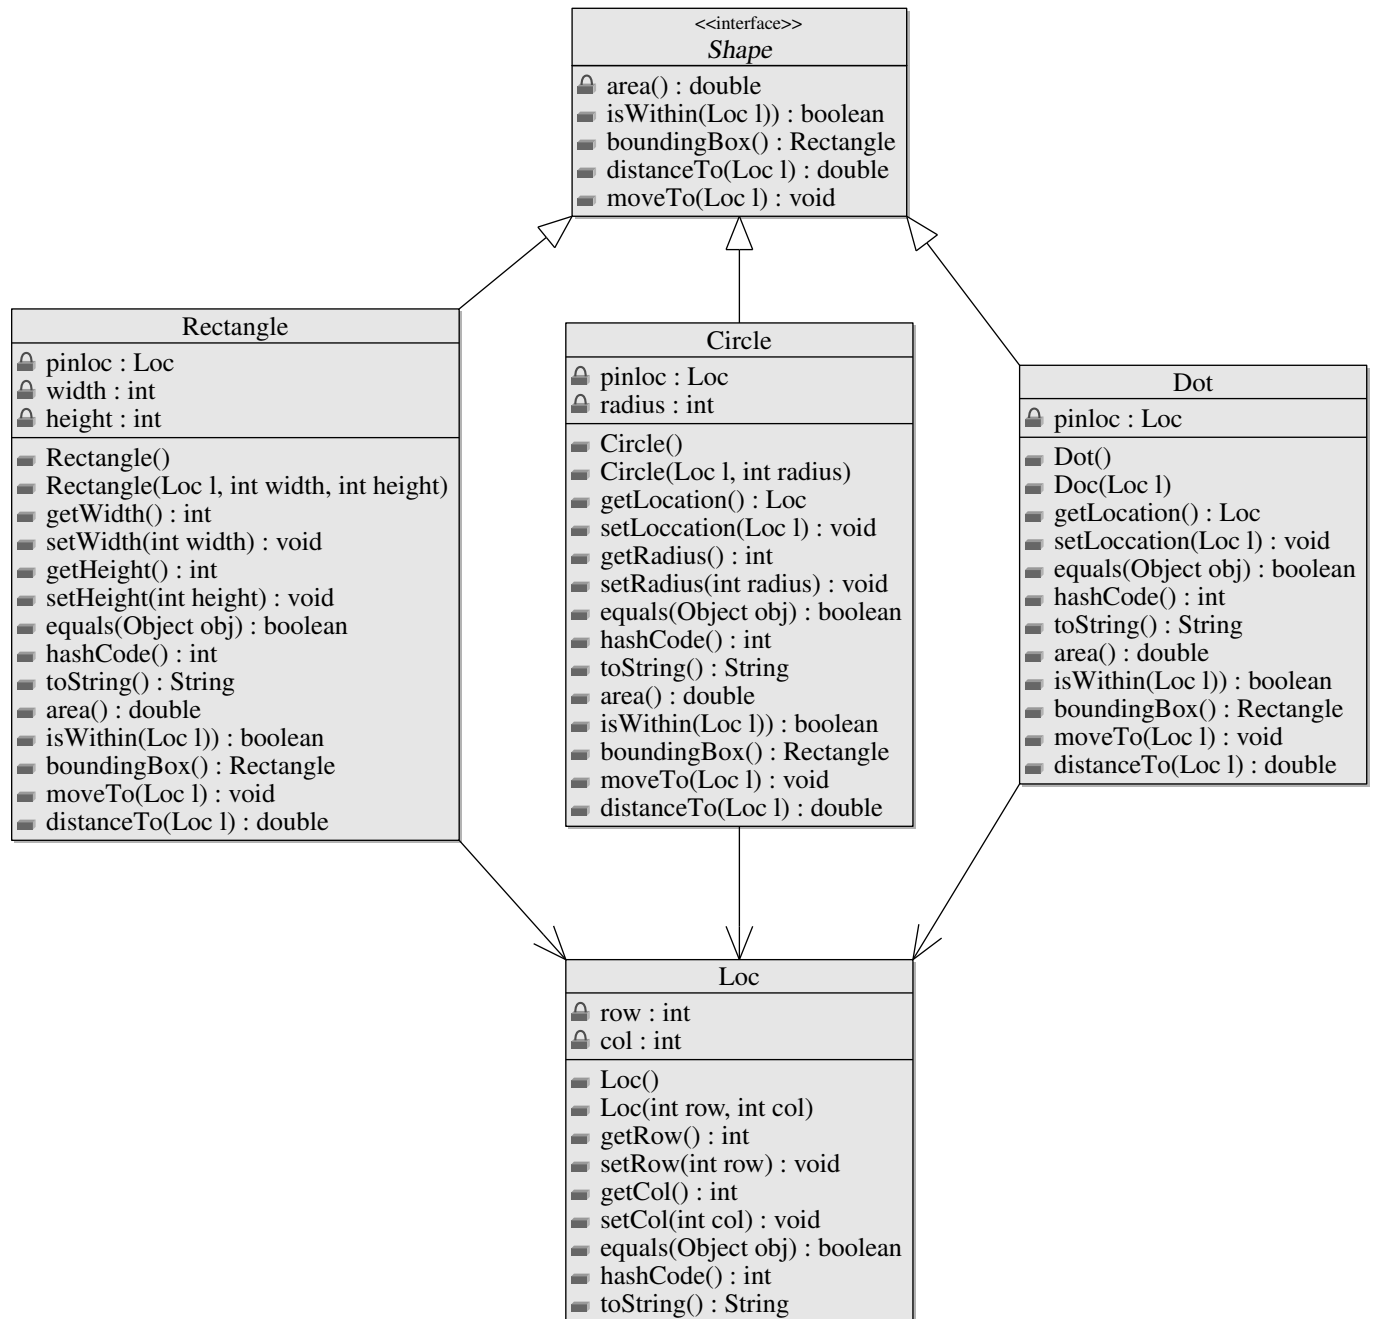 <<interface>>
Shape
area() : double
isWithin(Loc l)) : boolean
boundingBox() : Rectangle
distanceTo(Loc l) : double
moveTo(Loc l) : void
Rectangle
pinloc : Loc
width : int
height : int
Rectangle()
Rectangle(Loc l, int width, int height)
getWidth() : int
setWidth(int width) : void
getHeight() : int
setHeight(int height) : void
equals(Object obj) : boolean
hashCode() : int
toString() : String
area() : double
isWithin(Loc l)) : boolean
boundingBox() : Rectangle
moveTo(Loc l) : void
distanceTo(Loc l) : double
Circle
pinloc : Loc
radius : int
Circle()
Circle(Loc l, int radius)
getLocation() : Loc
setLoccation(Loc l) : void
getRadius() : int
setRadius(int radius) : void
equals(Object obj) : boolean
hashCode() : int
toString() : String
area() : double
isWithin(Loc l)) : boolean
boundingBox() : Rectangle
moveTo(Loc l) : void
distanceTo(Loc l) : double
Dot
pinloc : Loc
Dot()
Doc(Loc l)
getLocation() : Loc
setLoccation(Loc l) : void
equals(Object obj) : boolean
hashCode() : int
toString() : String
area() : double
isWithin(Loc l)) : boolean
boundingBox() : Rectangle
moveTo(Loc l) : void
distanceTo(Loc l) : double
Loc
row : int
col : int
Loc()
Loc(int row, int col)
getRow() : int
setRow(int row) : void
getCol() : int
setCol(int col) : void
equals(Object obj) : boolean
hashCode() : int
toString() : String